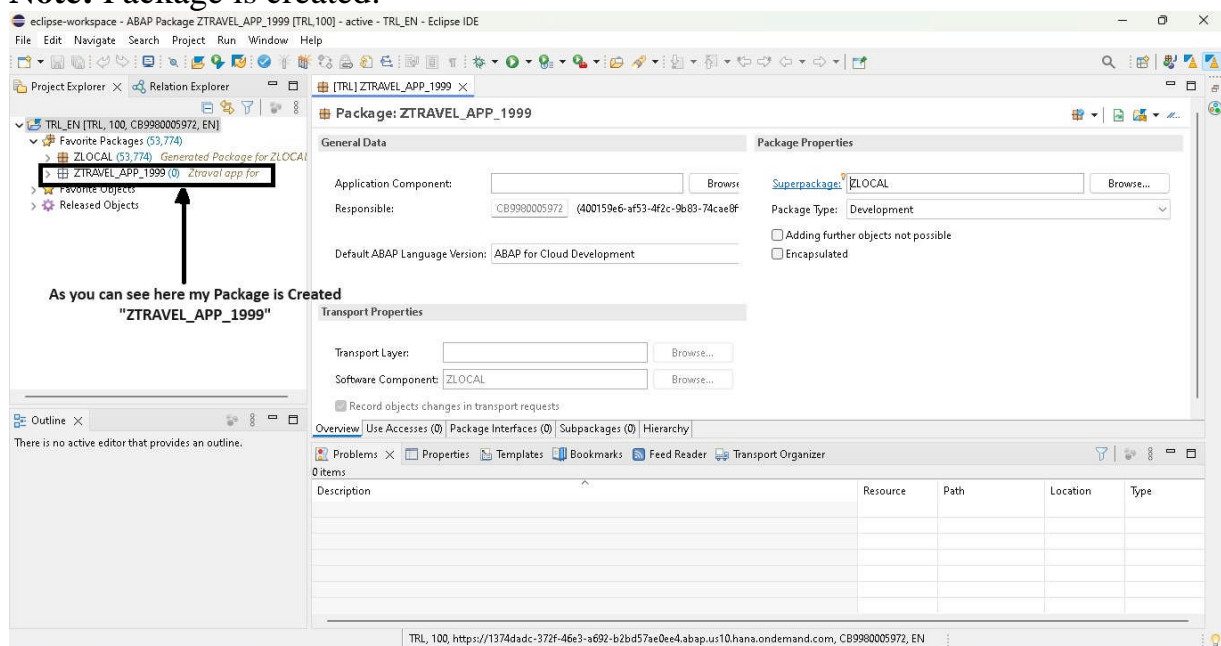 Note: Package is created.
eclipse-workspace - ABAP Package ZTRAVEL_APP_1999 [TRL,100] - active - TRL_EN - Eclipse IDE
File Edit Navigate Search Project Run Window Help
Project Explorer Relation Explorer
[TRL] ZTRAVEL_APP_1999
TRL_EN [TRL, 100, CB9980005972, EN]
Favorite Packages (53,774)
ZLOCAL (53,774) Generated Package for ZLOCAL
ZTRAVEL_APP_1999 (0) Ztraval app for
Favorite Objects
Released Objects
As you can see here my Package is Created
"ZTRAVEL_APP_1999"
Package: ZTRAVEL_APP_1999
General Data
Application Component: Browse
Responsible: CB9980005972 (400159e6-af53-4f2c-9b83-74cae8f
Default ABAP Language Version: ABAP for Cloud Development
Package Properties
Superpackage: ZLOCAL Browse...
Package Type: Development
Adding further objects not possible
Encapsulated
Transport Properties
Transport Layer: Browse...
Software Component: ZLOCAL Browse...
Record objects changes in transport requests
Overview Use Accesses (0) Package Interfaces (0) Subpackages (0) Hierarchy
Outline
There is no active editor that provides an outline.
Problems Properties Templates Bookmarks Feed Reader Transport Organizer
0 items
Description Resource Path Location Type
TRL, 100, https://1374dadc-372f-46e3-a692-b2bd57ae0ee4.abap.us10.hana.ondemand.com, CB9980005972, EN